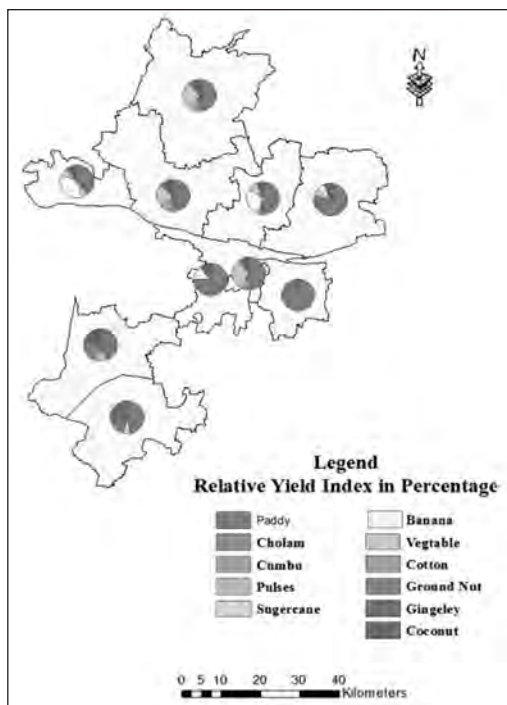 N
Legend
Relative Yield Index in Percentage
Paddy
Cholam
Cumbu
Pulses
Sugercane
Banana
Vegtable
Cotton
Ground Nut
Gingeley
Coconut
0 5 10 20 30 40
Kilometers